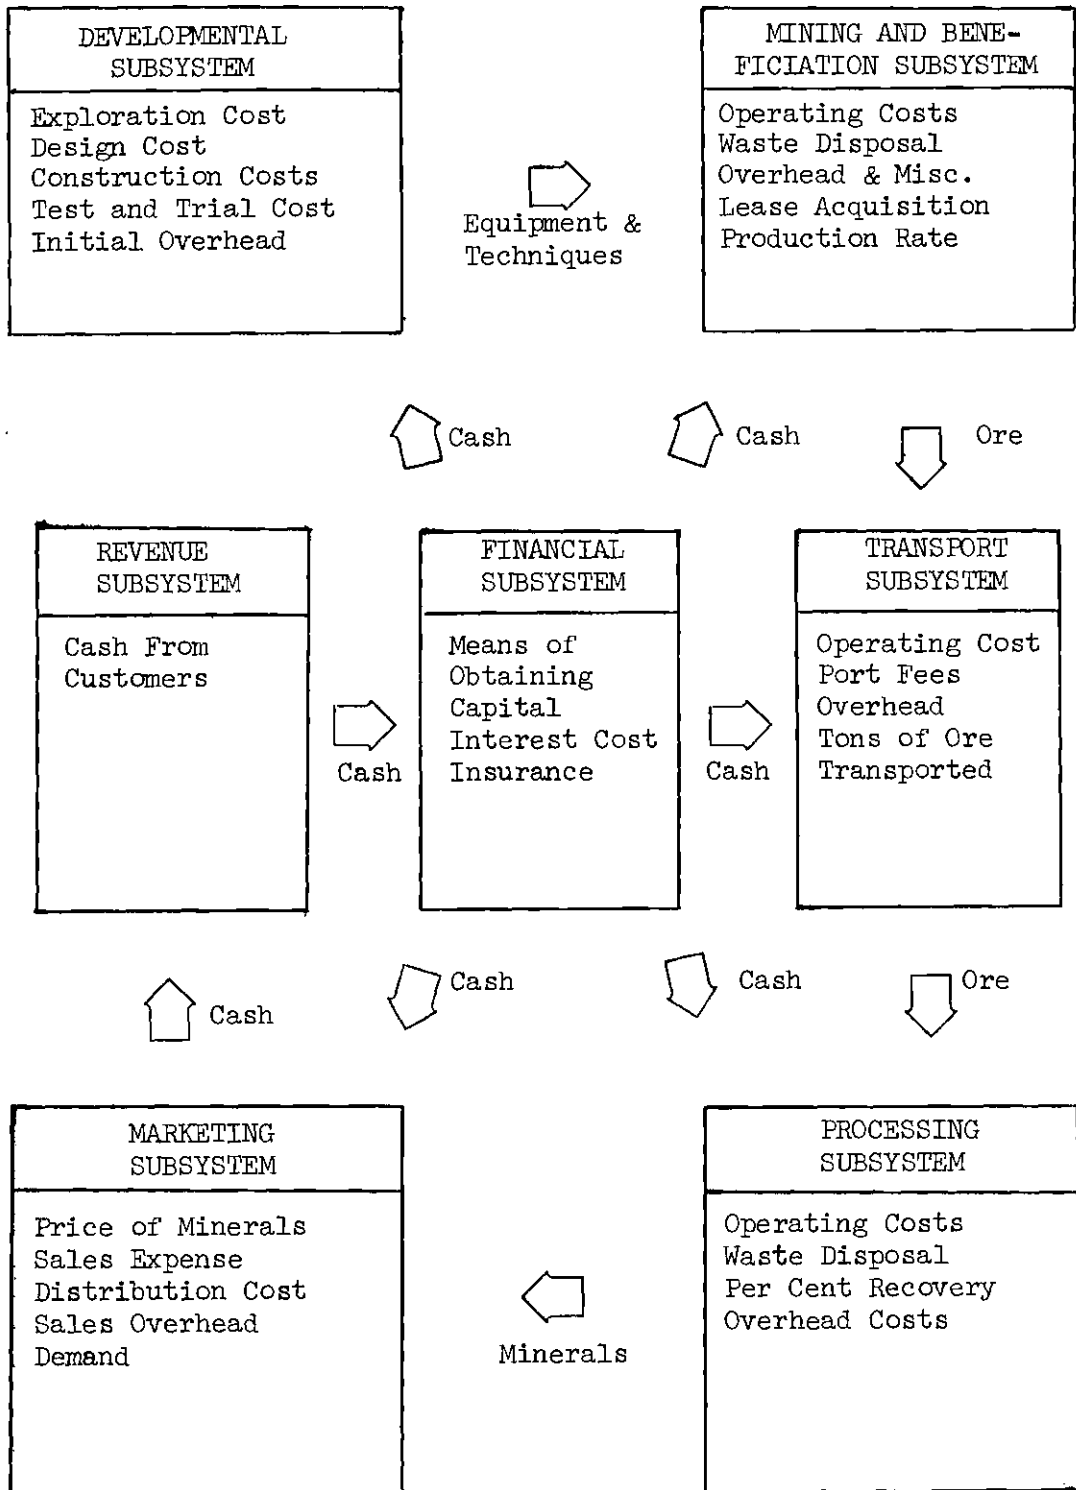 DEVELOPMENTAL
SUBSYSTEM
Exploration Cost
Design Cost
Construction Costs
Test and Trial Cost
Initial Overhead
Equipment &
Techniques
MINING AND BENE-
FICIATION SUBSYSTEM
Operating Costs
Waste Disposal
Overhead & Misc.
Lease Acquisition
Production Rate
Cash
Cash
Ore
REVENUE
SUBSYSTEM
Cash From
Customers
Cash
FINANCIAL
SUBSYSTEM
Means of
Obtaining
Capital
Interest Cost
Insurance
Cash
TRANSPORT
SUBSYSTEM
Operating Cost
Port Fees
Overhead
Tons of Ore
Transported
Cash
Cash
Cash
Ore
MARKETING
SUBSYSTEM
Price of Minerals
Sales Expense
Distribution Cost
Sales Overhead
Demand
Minerals
PROCESSING
SUBSYSTEM
Operating Costs
Waste Disposal
Per Cent Recovery
Overhead Costs